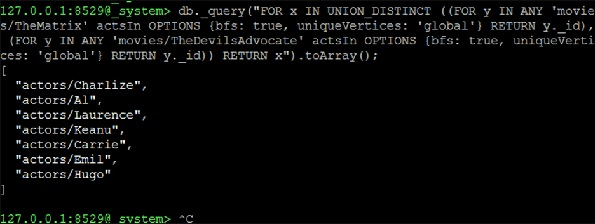 127.0.0.1:8529@_system> db._query("FOR x IN UNION_DISTINCT ((FOR y IN ANY 'movie
s/TheMatrix' actsIn OPTIONS {bfs: true, uniqueVertices: 'global'} RETURN y._id),
(FOR y IN ANY 'movies/TheDevilsAdvocate' actsIn OPTIONS {bfs: true, uniqueVerti
ces: 'global'} RETURN y._id)) RETURN x").toArray();
[
"actors/Charlize",
"actors/Al",
"actors/Laurence",
"actors/Keanu",
"actors/Carrie",
"actors/Emil",
"actors/Hugo"
]
127.0.0.1:8529@_system> ^C